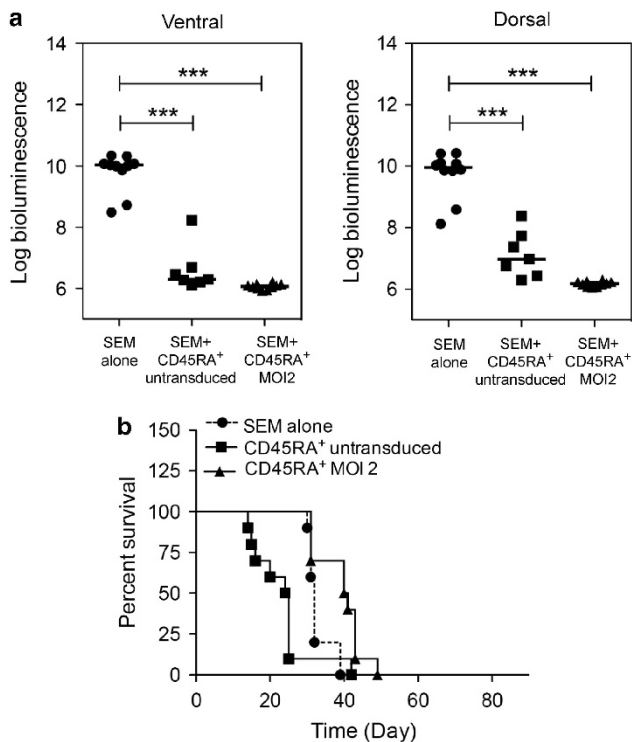 a
Ventral
Dorsal
Log bioluminescence
14
12
10
8
6
***
***
SEM
alone
SEM+
CD45RA⁺
untransduced
SEM+
CD45RA⁺
MOI2
Log bioluminescence
14
12
10
8
6
***
***
SEM
alone
SEM+
CD45RA⁺
untransduced
SEM+
CD45RA⁺
MOI2
b
SEM alone
CD45RA⁺ untransduced
CD45RA⁺ MOI 2
Percent survival
150
125
100
75
50
25
0
0 20 40 60 80
Time (Day)